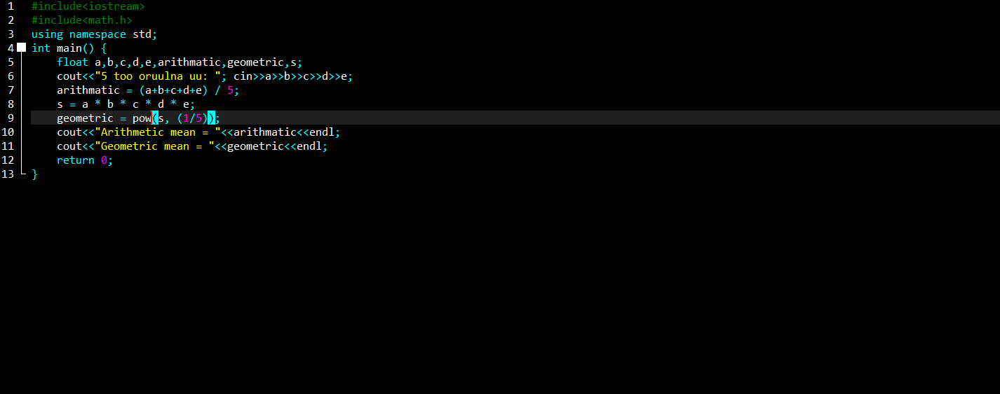 1 #include<iostream>
2 #include<math.h>
3 using namespace std;
4 int main() {
5 float a,b,c,d,e,arithmatic,geometric,s;
6 cout<<"5 too oruulna uu: "; cin>>a>>b>>c>>d>>e;
7 arithmatic = (a+b+c+d+e) / 5;
8 s = a * b * c * d * e;
9 geometric = pow(s, (1/5));
10 cout<<"Arithmetic mean = "<<arithmatic<<endl;
11 cout<<"Geometric mean = "<<geometric<<endl;
12 return 0;
13 }